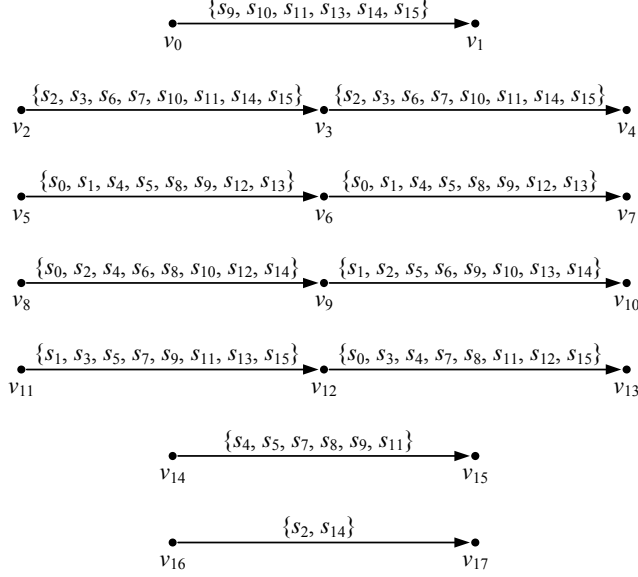 {s9, s10, s11, s13, s14, s15}
v0 v1
{s2, s3, s6, s7, s10, s11, s14, s15} {s2, s3, s6, s7, s10, s11, s14, s15}
v2 v3 v4
{s0, s1, s4, s5, s8, s9, s12, s13} {s0, s1, s4, s5, s8, s9, s12, s13}
v5 v6 v7
{s0, s2, s4, s6, s8, s10, s12, s14} {s1, s2, s5, s6, s9, s10, s13, s14}
v8 v9 v10
{s1, s3, s5, s7, s9, s11, s13, s15} {s0, s3, s4, s7, s8, s11, s12, s15}
v11 v12 v13
{s4, s5, s7, s8, s9, s11}
v14 v15
{s2, s14}
v16 v17